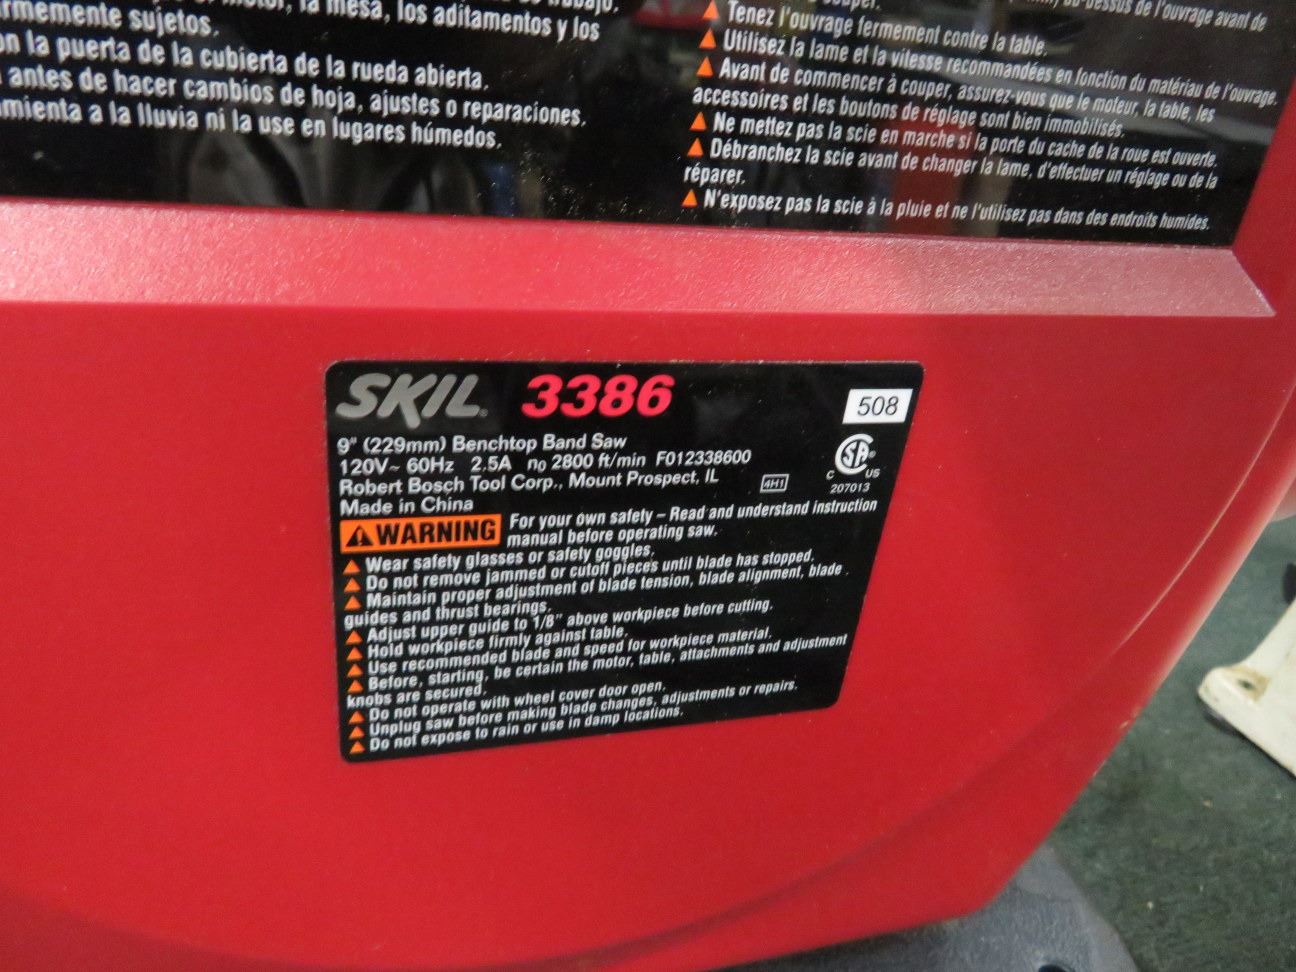 la mesa, los aditamentos y los
sujetos.
la puerta de la cubierta de la rueda abierta.
antes de hacer cambios de hoja, ajustes o reparaciones.
a la lluvia ni la use en lugares húmedos.
de l'ouvrage avant de
Tenez l'ouvrage fermement contre la table.
Utilisez la lame et la vitesse recommandées en fonction du matériau de l'ouvrage.
Avant de commencer à couper, assurez-vous que le moteur, la table, les
accessoires et les boutons de réglage sont bien immobilisés.
Ne mettez pas la scie en marche si la porte du cache de la roue est ouverte.
Débranchez la scie avant de changer la lame, d'effectuer un réglage ou de la
réparer.
N'exposez pas la scie à la pluie et ne l'utilisez pas dans des endroits humides.
SKIL 3386 508
9" (229mm) Benchtop Band Saw
120V~ 60Hz 2.5A n0 2800 ft/min F012338600
Robert Bosch Tool Corp., Mount Prospect, IL 4H1
Made in China
C SA® US
207013
WARNING For your own safety – Read and understand instruction
manual before operating saw.
Wear safety glasses or safety goggles.
Do not remove jammed or cutoff pieces until blade has stopped.
Maintain proper adjustment of blade tension, blade alignment, blade
guides and thrust bearings.
Adjust upper guide to 1/8" above workpiece before cutting.
Hold workpiece firmly against table.
Use recommended blade and speed for workpiece material.
Before, starting, be certain the motor, table, attachments and adjustment
knobs are secured.
Do not operate with wheel cover door open.
Unplug saw before making blade changes, adjustments or repairs.
Do not expose to rain or use in damp locations.